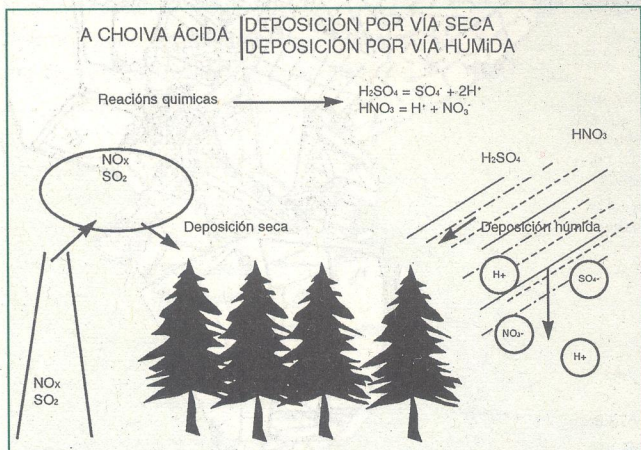 A CHOIVA ÁCIDA
DEPOSICIÓN POR VÍA SECA
DEPOSICIÓN POR VÍA HÚMiDA
Reacións quimicas
H₂SO₄ = SO₄⁻ + 2H⁺
HNO₃ = H⁺ + NO₃⁻
HNO₃
H₂SO₄
NOx
SO₂
Deposición seca
Deposición húmida
H+
SO₄-
NO₃-
H+
NOx
SO₂